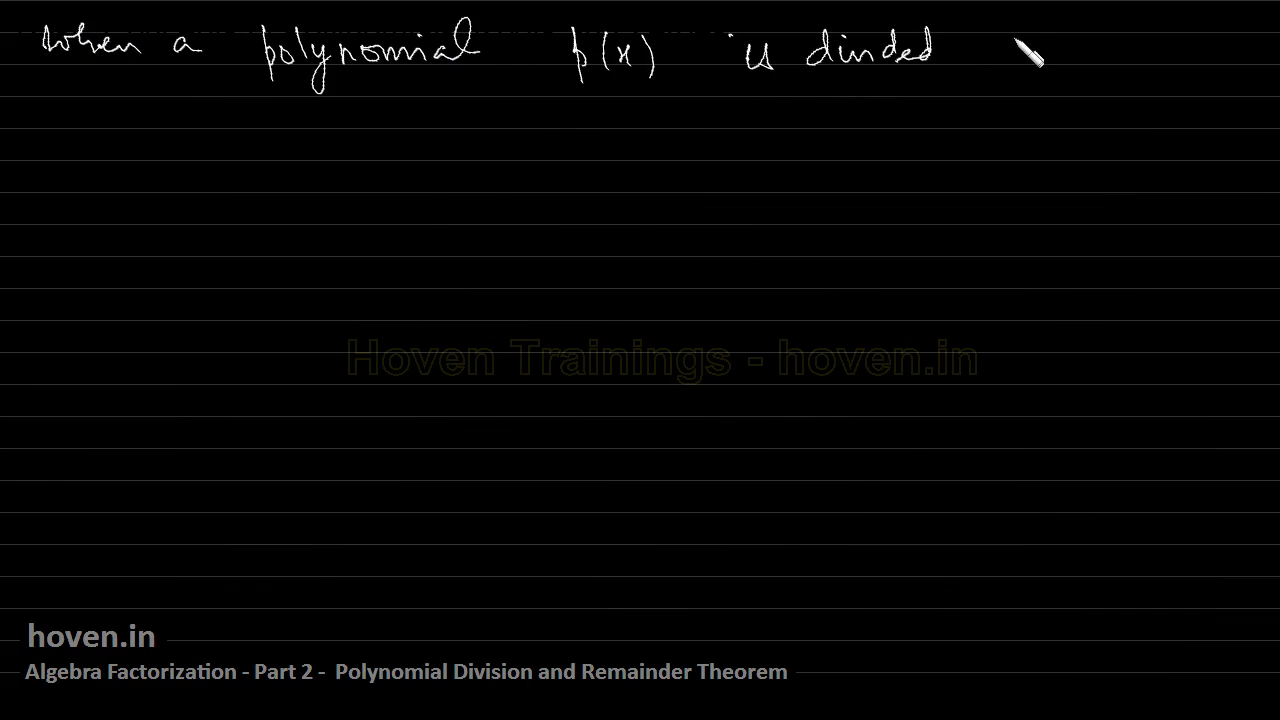 when a polynomial p(x) is divided
Hoven Trainings - hoven.in
hoven.in
Algebra Factorization - Part 2 - Polynomial Division and Remainder Theorem